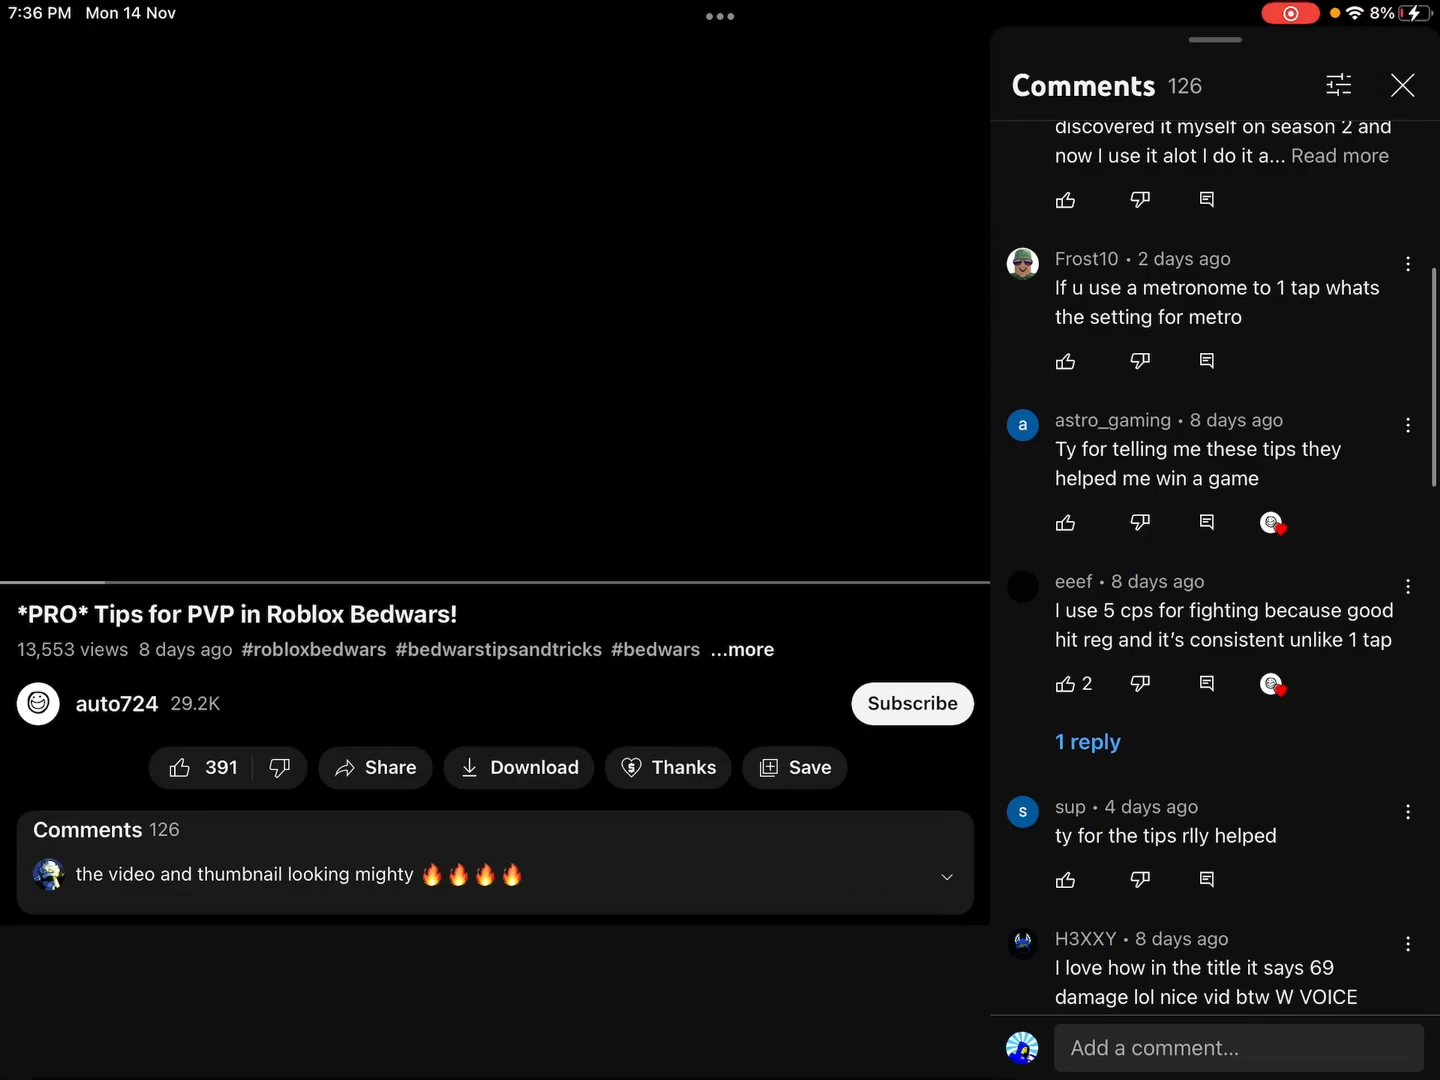 7:36 PM Mon 14 Nov
8%
*PRO* Tips for PVP in Roblox Bedwars!
13,553 views 8 days ago #robloxbedwars #bedwarstipsandtricks #bedwars ...more
auto724 29.2K
Subscribe
391
Share
Download
Thanks
Save
Comments 126
the video and thumbnail looking mighty 🔥🔥🔥🔥
Comments 126
discovered it myself on season 2 and
now I use it alot I do it a... Read more
Frost10 • 2 days ago
If u use a metronome to 1 tap whats
the setting for metro
a
astro_gaming • 8 days ago
Ty for telling me these tips they
helped me win a game
eeef • 8 days ago
I use 5 cps for fighting because good
hit reg and it’s consistent unlike 1 tap
2
1 reply
s
sup • 4 days ago
ty for the tips rlly helped
H3XXY • 8 days ago
I love how in the title it says 69
damage lol nice vid btw W VOICE
Add a comment...